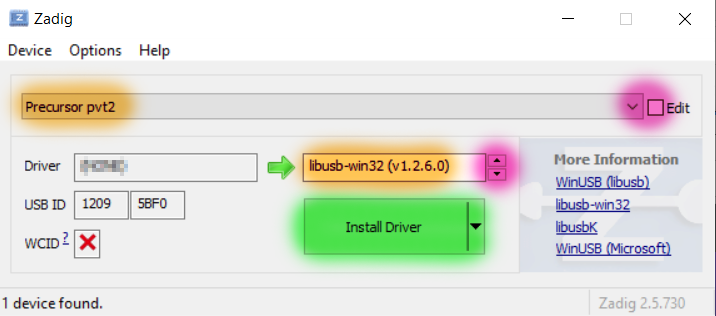 Zadig
Device Options Help
Precursor pvt2 Edit
Driver libusb-win32 (v1.2.6.0) More Information
WinUSB (libusb)
USB ID 1209 5BF0 libusb-win32
Install Driver libusbK
WCID ? WinUSB (Microsoft)
1 device found. Zadig 2.5.730